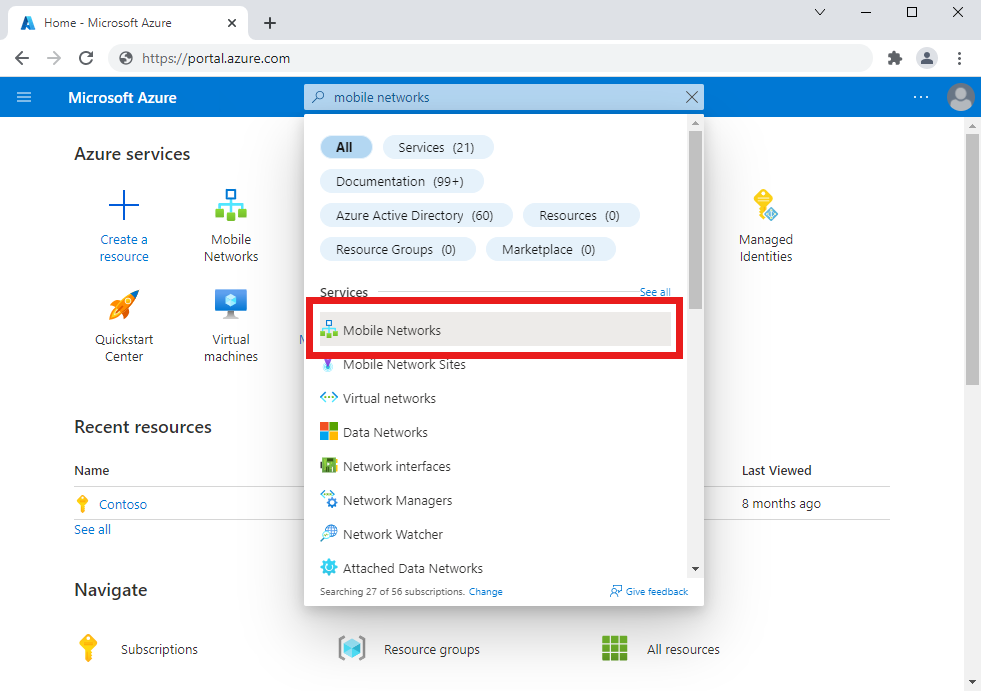 Home - Microsoft Azure
https://portal.azure.com
Microsoft Azure
mobile networks
All
Services (21)
Documentation (99+)
Azure Active Directory (60)
Resources (0)
Resource Groups (0)
Marketplace (0)
Services
See all
Mobile Networks
Mobile Network Sites
Virtual networks
Data Networks
Network interfaces
Network Managers
Network Watcher
Attached Data Networks
Searching 27 of 56 subscriptions. Change
Give feedback
Azure services
Create a
resource
Mobile
Networks
Managed
Identities
Quickstart
Center
Virtual
machines
Recent resources
Name
Last Viewed
Contoso
8 months ago
See all
Navigate
Subscriptions
Resource groups
All resources